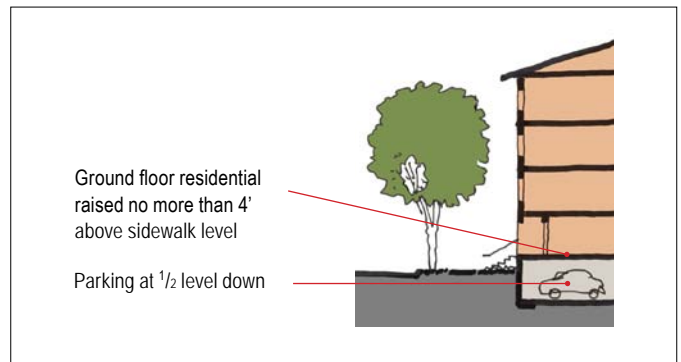 Ground floor residential
raised no more than 4’
above sidewalk level
Parking at 1/2 level down